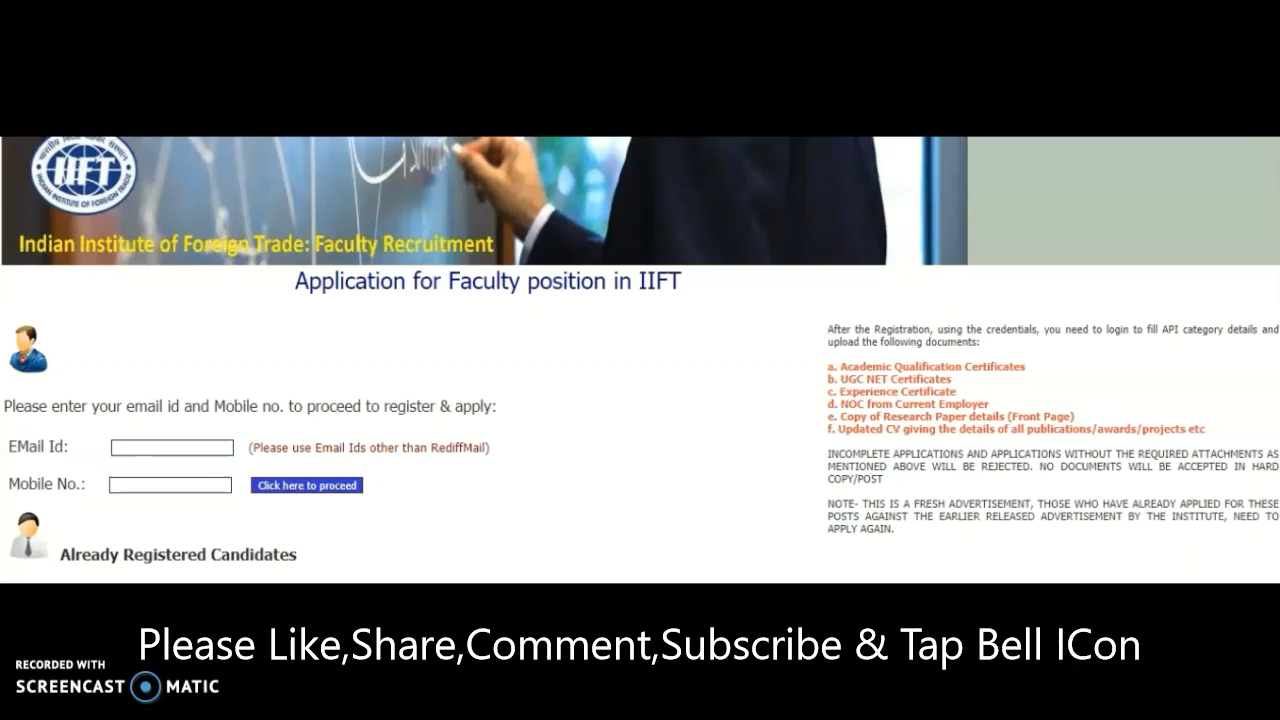 IIFT
INDIAN INSTITUTE OF FOREIGN TRADE
Indian Institute of Foreign Trade: Faculty Recruitment
Application for Faculty position in IIFT
Please enter your email id and Mobile no. to proceed to register & apply:
EMail Id:
(Please use Email Ids other than RediffMail)
Mobile No.:
Click here to proceed
Already Registered Candidates
After the Registration, using the credentials, you need to login to fill API category details and
upload the following documents:
a. Academic Qualification Certificates
b. UGC NET Certificates
c. Experience Certificate
d. NOC from Current Employer
e. Copy of Research Paper details (Front Page)
f. Updated CV giving the details of all publications/awards/projects etc
INCOMPLETE APPLICATIONS AND APPLICATIONS WITHOUT THE REQUIRED ATTACHMENTS AS
MENTIONED ABOVE WILL BE REJECTED. NO DOCUMENTS WILL BE ACCEPTED IN HARD
COPY/POST
NOTE- THIS IS A FRESH ADVERTISEMENT, THOSE WHO HAVE ALREADY APPLIED FOR THESE
POSTS AGAINST THE EARLIER RELEASED ADVERTISEMENT BY THE INSTITUTE, NEED TO
APPLY AGAIN.
Please Like,Share,Comment,Subscribe & Tap Bell ICon
RECORDED WITH
SCREENCAST MATIC